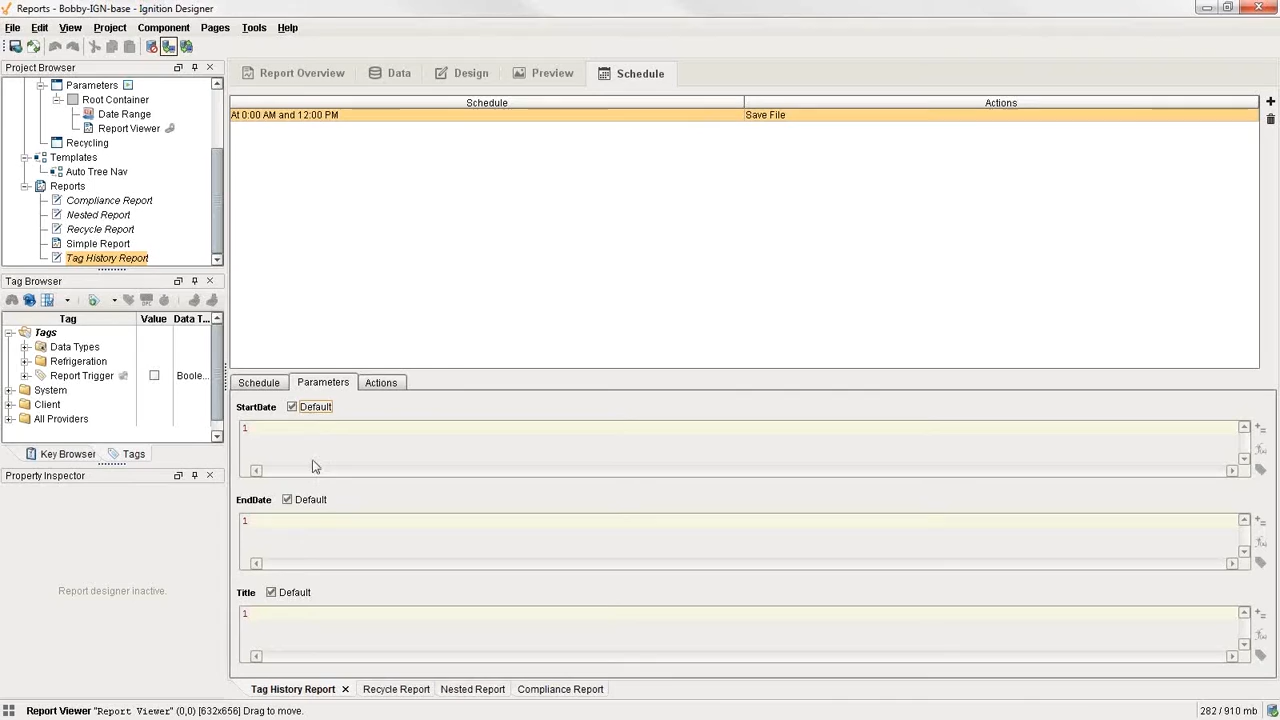 Reports - Bobby-IGN-base - Ignition Designer
File Edit View Project Component Pages Tools Help
Project Browser
Parameters
Root Container
Date Range
Report Viewer
Recycling
Templates
Auto Tree Nav
Reports
Compliance Report
Nested Report
Recycle Report
Simple Report
Tag History Report
Tag Browser
Tag Value Data T...
Tags
Data Types
Refrigeration
Report Trigger Boole...
System
Client
All Providers
Key Browser Tags
Property Inspector
Report designer inactive.
Report Overview Data Design Preview Schedule
Schedule Actions
At 0:00 AM and 12:00 PM Save File
Schedule Parameters Actions
StartDate Default
1
EndDate Default
1
Title Default
1
Tag History Report Recycle Report Nested Report Compliance Report
Report Viewer "Report Viewer" (0,0) [632x656] Drag to move.
282 / 910 mb